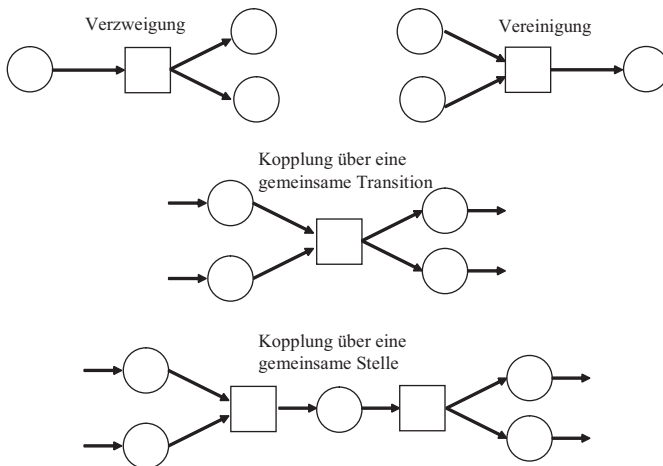 Verzweigung
Vereinigung
Kopplung über eine
gemeinsame Transition
Kopplung über eine
gemeinsame Stelle